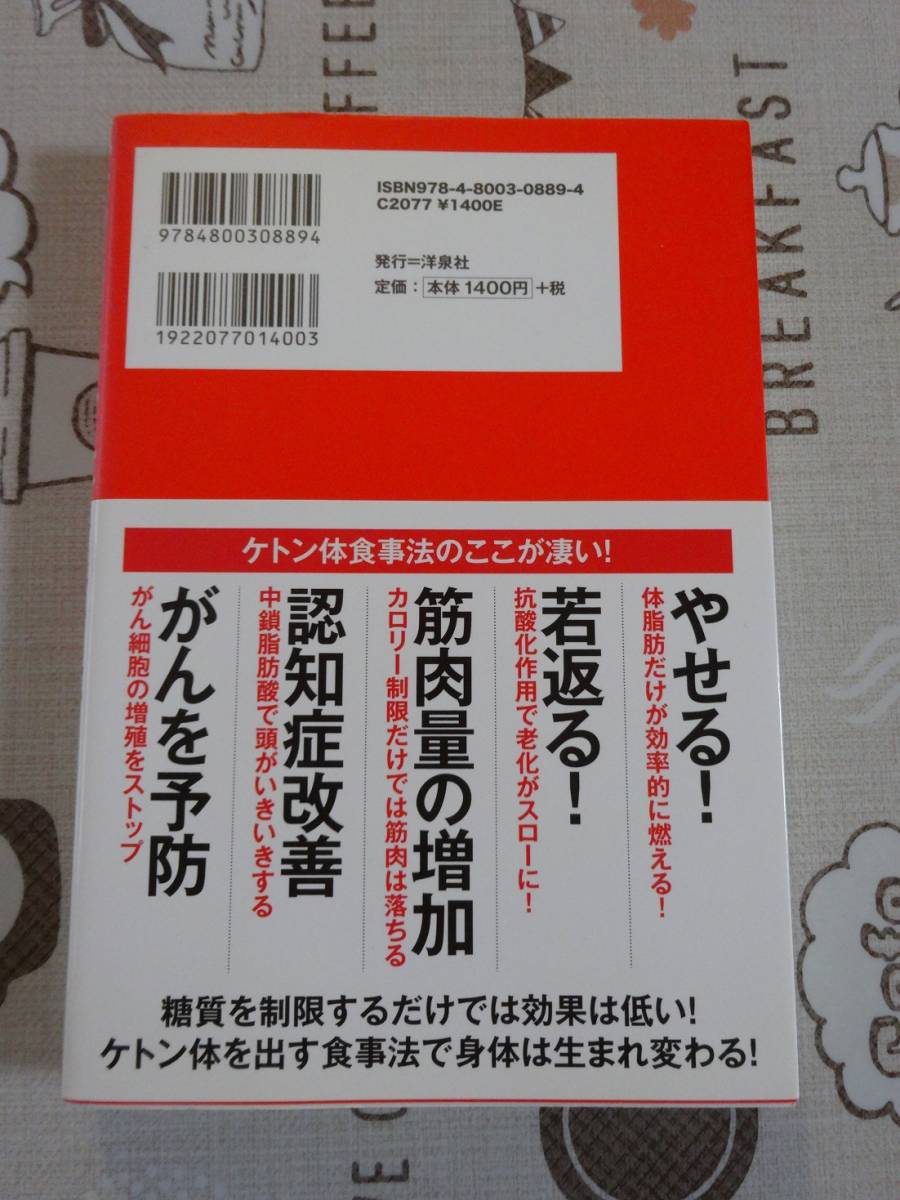 ISBN978-4-8003-0889-4
C2077 ¥1400E
9784800308894
発行=洋泉社
定価：本体 1400円+税
1922077014003
ケトン体食事法のここが凄い!
やせる!
体脂肪だけが効率的に燃える!
若返る!
抗酸化作用で老化がスローに!
筋肉量の増加
カロリー制限だけでは筋肉は落ちる
認知症改善
中鎖脂肪酸で頭がいきいきする
がんを予防
がん細胞の増殖をストップ
糖質を制限するだけでは効果は低い!
ケトン体を出す食事法で身体は生まれ変わる!
BREAKFAST